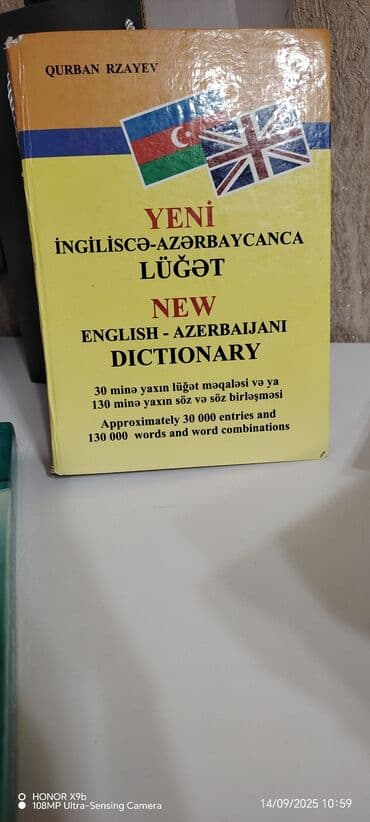 QURBAN RZAYEV
YENİ
İNGİLİSCƏ-AZƏRBAYCANCA
LÜĞƏT
NEW
ENGLISH - AZERBAIJANI
DICTIONARY
30 minə yaxın lüğət məqaləsi və ya
130 minə yaxın söz və söz birləşməsi
Approximately 30 000 entries and
130 000 words and word combinations
HONOR X9b
108MP Ultra-Sensing Camera
14/09/2025 10:59